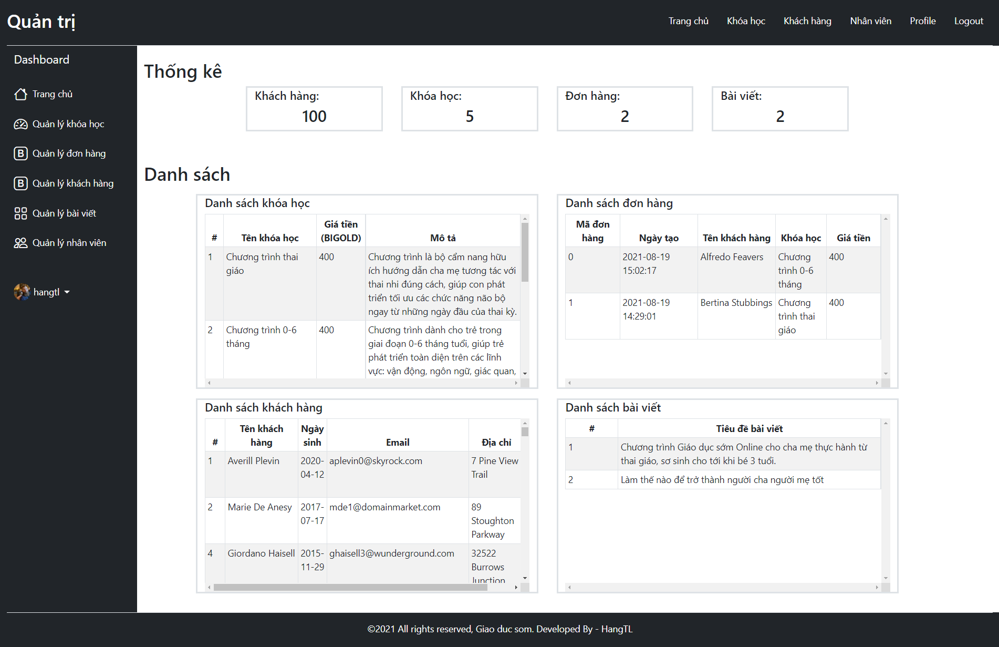 Quản trị
Trang chủ Khóa học Khách hàng Nhân viên Profile Logout
Dashboard
Trang chủ
Quản lý khóa học
Quản lý đơn hàng
Quản lý khách hàng
Quản lý bài viết
Quản lý nhân viên
hangtl
Thống kê
Khách hàng:
100
Khóa học:
5
Đơn hàng:
2
Bài viết:
2
Danh sách
Danh sách khóa học
# Tên khóa học Giá tiền (BIGOLD) Mô tả
1 Chương trình thai giáo 400 Chương trình là bộ cẩm nang hữu
ích hướng dẫn cha mẹ tương tác với
thai nhi đúng cách, giúp con phát
triển tối ưu các chức năng não bộ
ngay từ những ngày đầu của thai kỳ.
2 Chương trình 0-6 tháng 400 Chương trình dành cho trẻ trong
giai đoạn 0-6 tháng tuổi, giúp trẻ
phát triển toàn diện trên các lĩnh
vực: vận động, ngôn ngữ, giác quan,
Danh sách đơn hàng
Mã đơn hàng Ngày tạo Tên khách hàng Khóa học Giá tiền
0 2021-08-19 15:02:17 Alfredo Feavers Chương trình 0-6 tháng 400
1 2021-08-19 14:29:01 Bertina Stubbings Chương trình thai giáo 400
Danh sách khách hàng
# Tên khách hàng Ngày sinh Email Địa chỉ
1 Averill Plevin 2020-04-12 aplevin0@skyrock.com 7 Pine View Trail
2 Marie De Anesy 2017-07-17 mde1@domainmarket.com 89 Stoughton Parkway
4 Giordano Haisell 2015-11-29 ghaisell3@wunderground.com 32522 Burrows Junction
Danh sách bài viết
# Tiêu đề bài viết
1 Chương trình Giáo dục sớm Online cho cha mẹ thực hành từ
thai giáo, sơ sinh cho tới khi bé 3 tuổi.
2 Làm thế nào để trở thành người cha người mẹ tốt
©2021 All rights reserved, Giao duc som. Developed By - HangTL